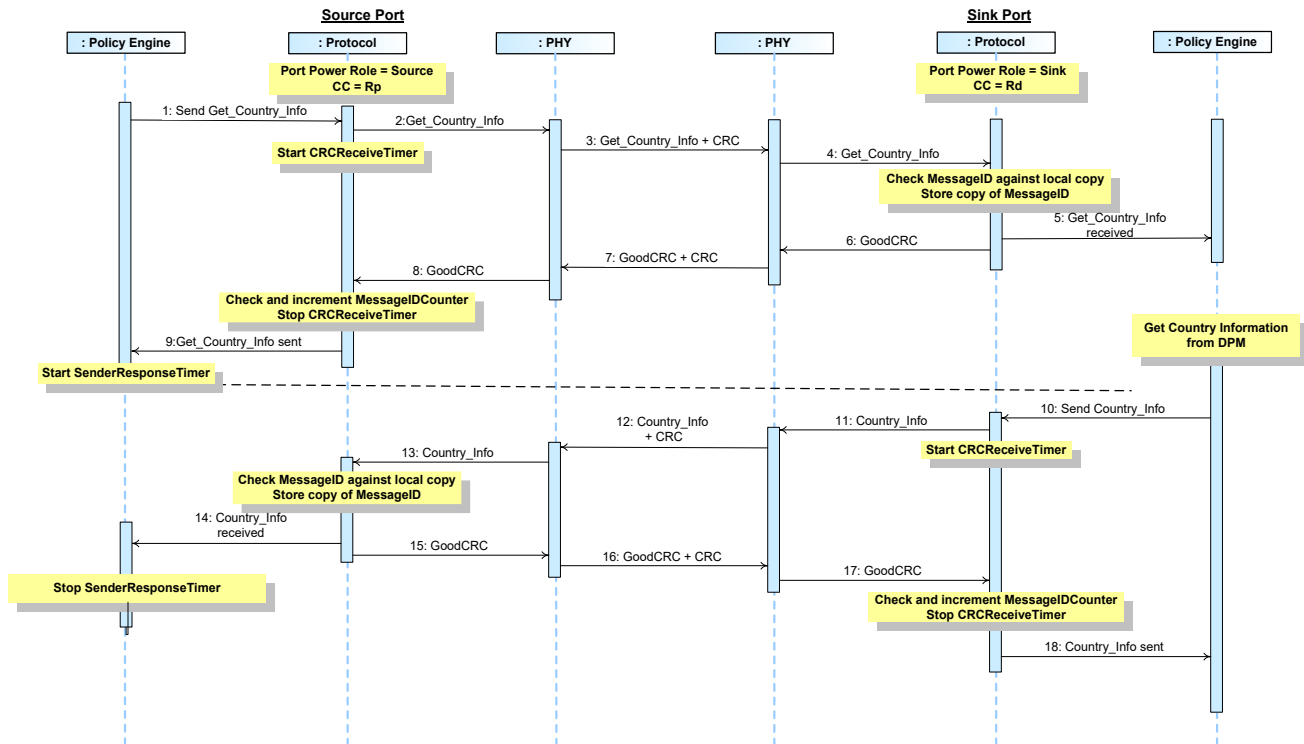 Source Port
Sink Port
: Policy Engine
: Protocol
: PHY
: PHY
: Protocol
: Policy Engine
Port Power Role = Source
CC = Rp
Port Power Role = Sink
CC = Rd
1: Send Get_Country_Info
2:Get_Country_Info
Start CRCReceiveTimer
3: Get_Country_Info + CRC
4: Get_Country_Info
Check MessageID against local copy
Store copy of MessageID
5: Get_Country_Info
received
6: GoodCRC
7: GoodCRC + CRC
8: GoodCRC
Check and increment MessageIDCounter
Stop CRCReceiveTimer
9:Get_Country_Info sent
Start SenderResponseTimer
Get Country Information
from DPM
10: Send Country_Info
11: Country_Info
Start CRCReceiveTimer
12: Country_Info
+ CRC
13: Country_Info
Check MessageID against local copy
Store copy of MessageID
14: Country_Info
received
15: GoodCRC
16: GoodCRC + CRC
17: GoodCRC
Stop SenderResponseTimer
Check and increment MessageIDCounter
Stop CRCReceiveTimer
18: Country_Info sent